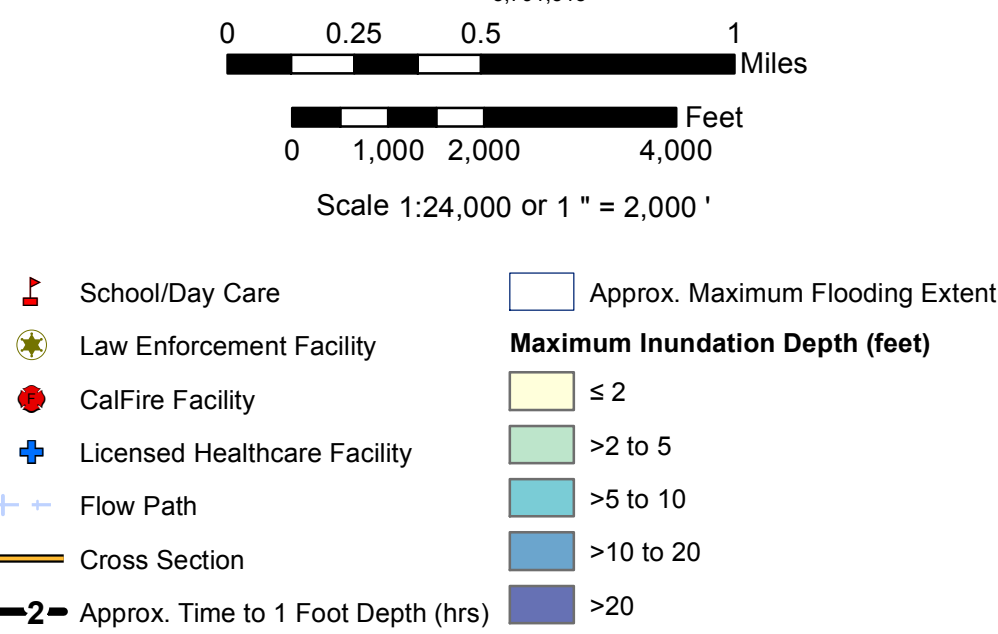 0 0.25 0.5 1
Miles
Feet
0 1,000 2,000 4,000
Scale 1:24,000 or 1 " = 2,000 '
School/Day Care
Law Enforcement Facility
F
CalFire Facility
Licensed Healthcare Facility
Flow Path
Cross Section
2
Approx. Time to 1 Foot Depth (hrs)
Approx. Maximum Flooding Extent
Maximum Inundation Depth (feet)
≤ 2
>2 to 5
>5 to 10
>10 to 20
>20